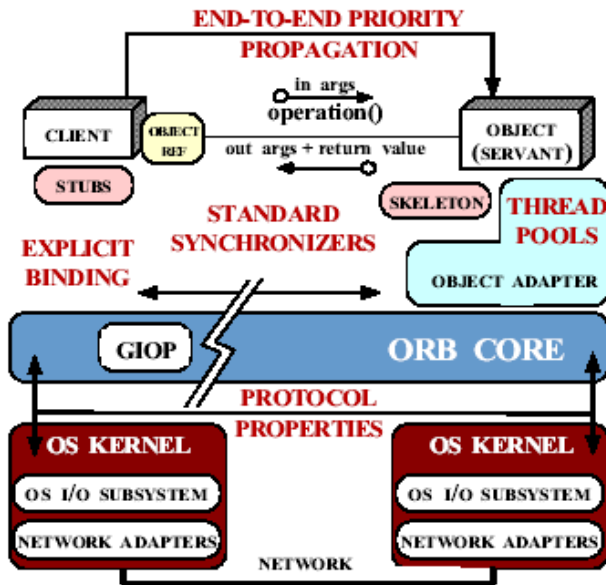 END-TO-END PRIORITY
PROPAGATION
in args
operation()
CLIENT
OBJECT
REF
out args + return value
OBJECT
(SERVANT)
STUBS
SKELETON
THREAD
POOLS
STANDARD
SYNCHRONIZERS
EXPLICIT
BINDING
OBJECT ADAPTER
GIOP
ORB CORE
PROTOCOL
PROPERTIES
OS KERNEL
OS I/O SUBSYSTEM
NETWORK ADAPTERS
OS KERNEL
OS I/O SUBSYSTEM
NETWORK ADAPTERS
NETWORK